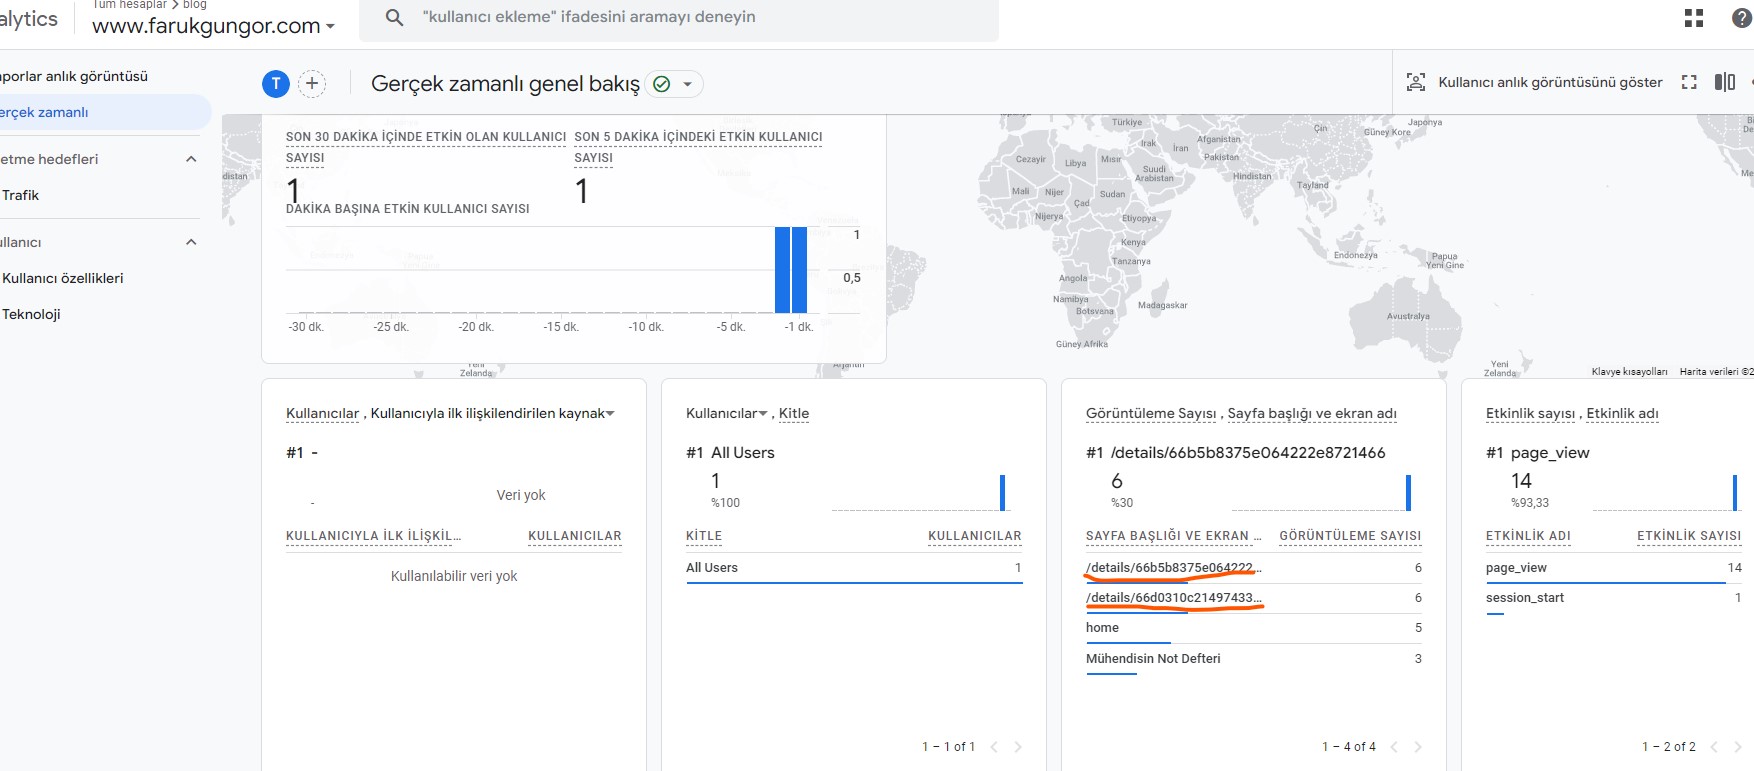 alytics
Tüm hesaplar > blog
www.farukgungor.com
"kullanıcı ekleme" ifadesini aramayı deneyin
aporlar anlık görüntüsü
erçek zamanlı
etme hedefleri
Trafik
ullanıcı
Kullanıcı özellikleri
Teknoloji
T
Gerçek zamanlı genel bakış
Kullanıcı anlık görüntüsünü göster
SON 30 DAKİKA İÇİNDE ETKİN OLAN KULLANICI SAYISI
1
SON 5 DAKİKA İÇİNDEKİ ETKİN KULLANICI SAYISI
1
DAKİKA BAŞINA ETKİN KULLANICI SAYISI
1
0,5
-30 dk. -25 dk. -20 dk. -15 dk. -10 dk. -5 dk. -1 dk.
distan
Türkiye
Irak
İran
Afganistan
Pakistan
Çin
Güney Kore
Japonya
Cezayir
Libya
Mısır
Suudi Arabistan
Hindistan
Tayland
Mali
Nijer
Çad
Sudan
Nijerya
Etiyopya
Kenya
Tanzanya
Endonezya
Papua Yeni Gine
Angola
Namibya
Botsvana
Madagaskar
Güney Afrika
Avustralya
Yeni Zelanda
Yeni Zelanda
Arjantin
Klavye kısayolları
Harita verileri ©2
Kullanıcılar , Kullanıcıyla ilk ilişkilendirilen kaynak
#1 -
-
Veri yok
KULLANICIYLA İLK İLİŞKİL... KULLANICILAR
Kullanılabilir veri yok
Kullanıcılar , Kitle
#1 All Users
1
%100
KİTLE KULLANICILAR
All Users 1
1 – 1 of 1
Görüntüleme Sayısı , Sayfa başlığı ve ekran adı
#1 /details/66b5b8375e064222e8721466
6
%30
SAYFA BAŞLIĞI VE EKRAN ... GÖRÜNTÜLEME SAYISI
/details/66b5b8375e064222... 6
/details/66d0310c21497433... 6
home 5
Mühendisin Not Defteri 3
1 – 4 of 4
Etkinlik sayısı , Etkinlik adı
#1 page_view
14
%93,33
ETKİNLİK ADI ETKİNLİK SAYISI
page_view 14
session_start 1
1 – 2 of 2